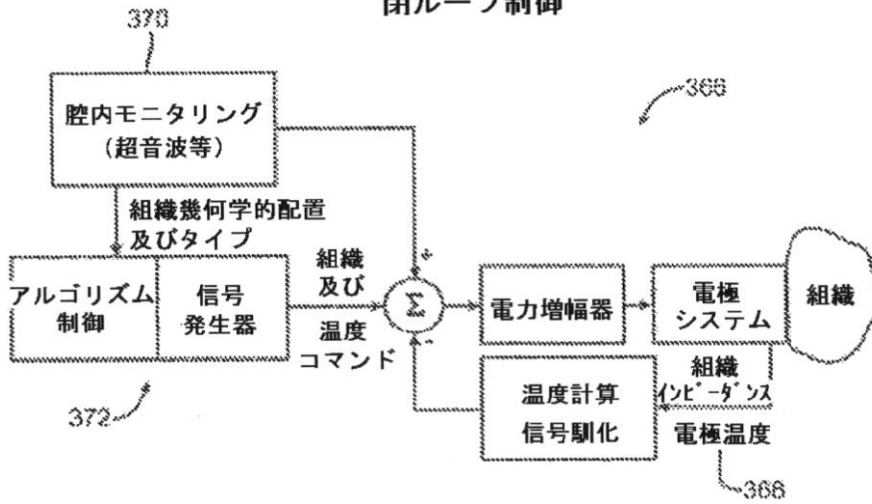 閉ループ制御
370
366
腔内モニタリング
(超音波等)
組織幾何学的配置
及びタイプ
アルゴリズム
制御
信号
発生器
組織
及び
温度
コマンド
+
Σ
-
電力増幅器
電極
システム
組織
温度計算
信号馴化
組織
インピーダンス
電極温度
372
368